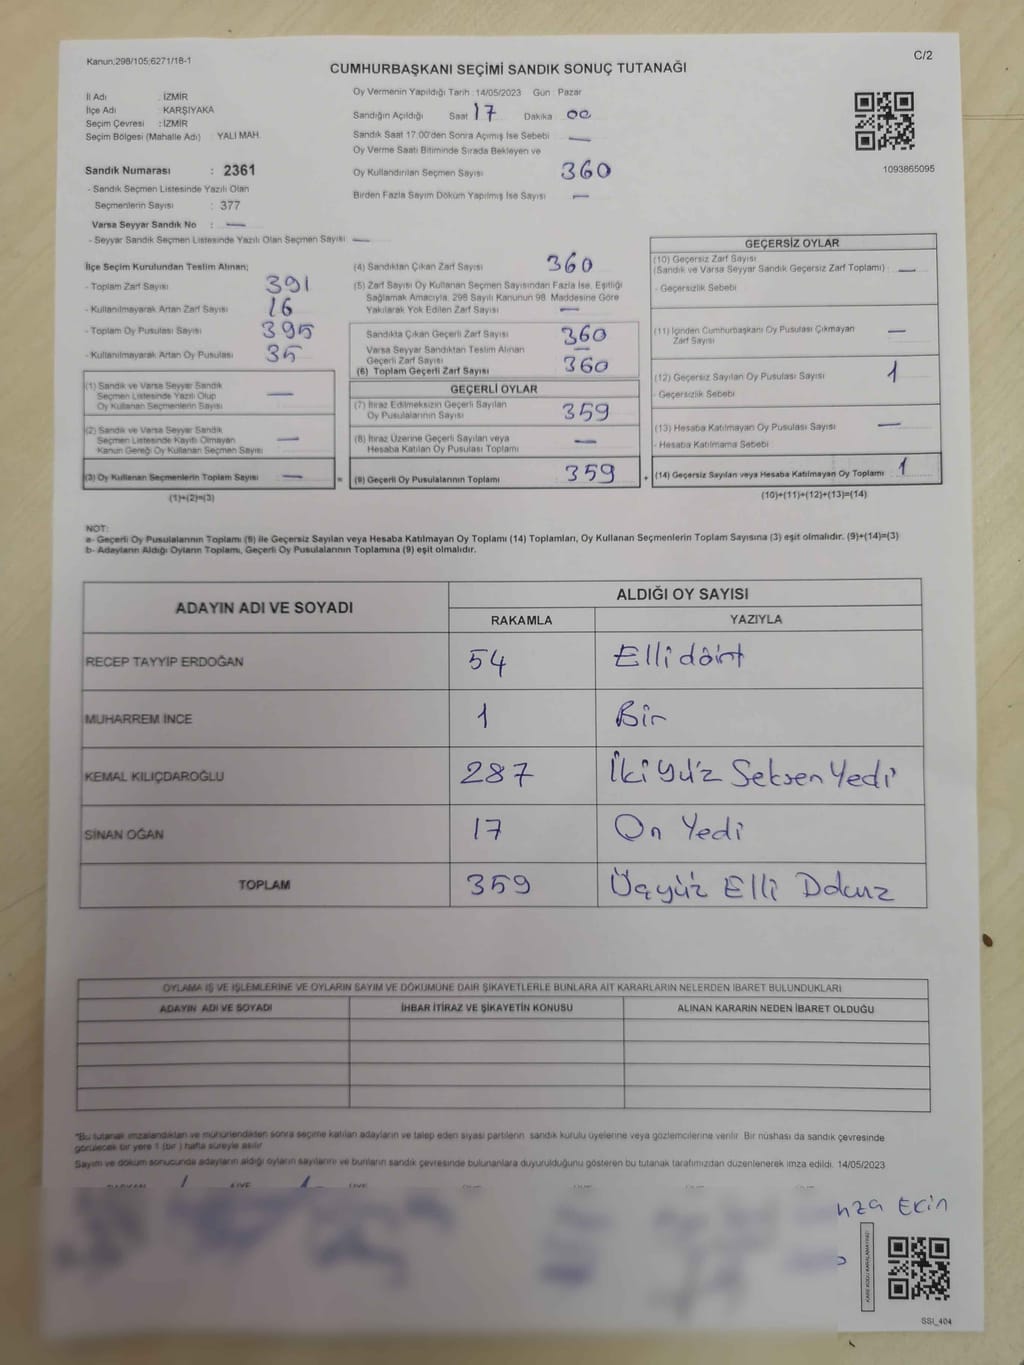 Kanun;298/105;6271/18-1
C/2
CUMHURBAŞKANI SEÇİMİ SANDIK SONUÇ TUTANAĞI
İl Adı : İZMİR
İlçe Adı : KARŞIYAKA
Seçim Çevresi : İZMİR
Seçim Bölgesi (Mahalle Adı) : YALI MAH.
Sandık Numarası : 2361
- Sandık Seçmen Listesinde Yazılı Olan
Seçmenlerin Sayısı : 377
Varsa Seyyar Sandık No : —
- Seyyar Sandık Seçmen Listesinde Yazılı Olan Seçmen Sayısı : —
Oy Vermenin Yapıldığı Tarih : 14/05/2023 Gün : Pazar
Sandığın Açıldığı Saat 17 Dakika 00
Sandık Saat 17:00'den Sonra Açımış İse Sebebi —
Oy Verme Saati Bitiminde Sırada Bekleyen ve
Oy Kullandırılan Seçmen Sayısı 360
Birden Fazla Sayım Döküm Yapılmış İse Sayısı —
1093865095
İlçe Seçim Kurulundan Teslim Alınan;
- Toplam Zarf Sayısı 391
- Kullanılmayarak Artan Zarf Sayısı 16
- Toplam Oy Pusulası Sayısı 395
- Kullanılmayarak Artan Oy Pusulası 35
(1) Sandık ve Varsa Seyyar Sandık
Seçmen Listesinde Yazılı Olup
Oy Kullanan Seçmenlerin Sayısı —
(2) Sandık ve Varsa Seyyar Sandık
Seçmen Listesinde Kayıtlı Olmayan
Kanun Gereği Oy Kullanan Seçmen Sayısı —
(3) Oy Kullanan Seçmenlerin Toplam Sayısı — =
(1)+(2)=(3)
(4) Sandıktan Çıkan Zarf Sayısı 360
(5) Zarf Sayısı Oy Kullanan Seçmen Sayısından Fazla İse, Eşitliği
Sağlamak Amacıyla, 298 Sayılı Kanunun 98. Maddesine Göre
Yakılarak Yok Edilen Zarf Sayısı —
Sandıkta Çıkan Geçerli Zarf Sayısı 360
Varsa Seyyar Sandıktan Teslim Alınan
Geçerli Zarf Sayısı —
(6) Toplam Geçerli Zarf Sayısı 360
GEÇERLİ OYLAR
(7) İtiraz Edilmeksizin Geçerli Sayılan
Oy Pusulalarının Sayısı 359
(8) İtiraz Üzerine Geçerli Sayılan veya
Hesaba Katılan Oy Pusulası Toplamı —
(9) Geçerli Oy Pusulalarının Toplamı 359 +
GEÇERSİZ OYLAR
(10) Geçersiz Zarf Sayısı
(Sandık ve Varsa Seyyar Sandık Geçersiz Zarf Toplamı) : —
- Geçersizlik Sebebi
(11) İçinden Cumhurbaşkanı Oy Pusulası Çıkmayan
Zarf Sayısı —
(12) Geçersiz Sayılan Oy Pusulası Sayısı 1
- Geçersizlik Sebebi
(13) Hesaba Katılmayan Oy Pusulası Sayısı —
- Hesaba Katılmama Sebebi
(14) Geçersiz Sayılan veya Hesaba Katılmayan Oy Toplamı 1
(10)+(11)+(12)+(13)=(14)
NOT:
a- Geçerli Oy Pusulalarının Toplamı (9) ile Geçersiz Sayılan veya Hesaba Katılmayan Oy Toplamı (14) Toplamları, Oy Kullanan Seçmenlerin Toplam Sayısına (3) eşit olmalıdır. (9)+(14)=(3)
b- Adayların Aldığı Oyların Toplamı, Geçerli Oy Pusulalarının Toplamına (9) eşit olmalıdır.
ADAYIN ADI VE SOYADI
ALDIĞI OY SAYISI
RAKAMLA YAZIYLA
RECEP TAYYİP ERDOĞAN 54 Elli dört
MUHARREM İNCE 1 Bir
KEMAL KILIÇDAROĞLU 287 İki yüz Seksen Yedi
SİNAN OĞAN 17 On Yedi
TOPLAM 359 Üçyüz Elli Dokuz
OYLAMA İŞ VE İŞLEMLERİNE VE OYLARIN SAYIM VE DÖKÜMÜNE DAİR ŞİKAYETLERLE BUNLARA AİT KARARLARIN NELERDEN İBARET BULUNDUKLARI
ADAYIN ADI VE SOYADI İHBAR İTİRAZ VE ŞİKAYETİN KONUSU ALINAN KARARIN NEDEN İBARET OLDUĞU
"Bu tutanak imzalandıktan ve mühürlendikten sonra seçime katılan adayların ve talep eden siyasi partilerin sandık kurulu üyelerine veya gözlemcilerine verilir. Bir nüshası da sandık çevresinde
görülecek bir yere 1 (bir ) hafta süreyle asılır
Sayım ve döküm sonucunda adayların aldığı oyların sayılarını ve bunların sandık çevresinde bulunanlara duyurulduğunu gösteren bu tutanak tarafımızdan düzenlenerek imza edildi. 14/05/2023
Ekin
SSI_404